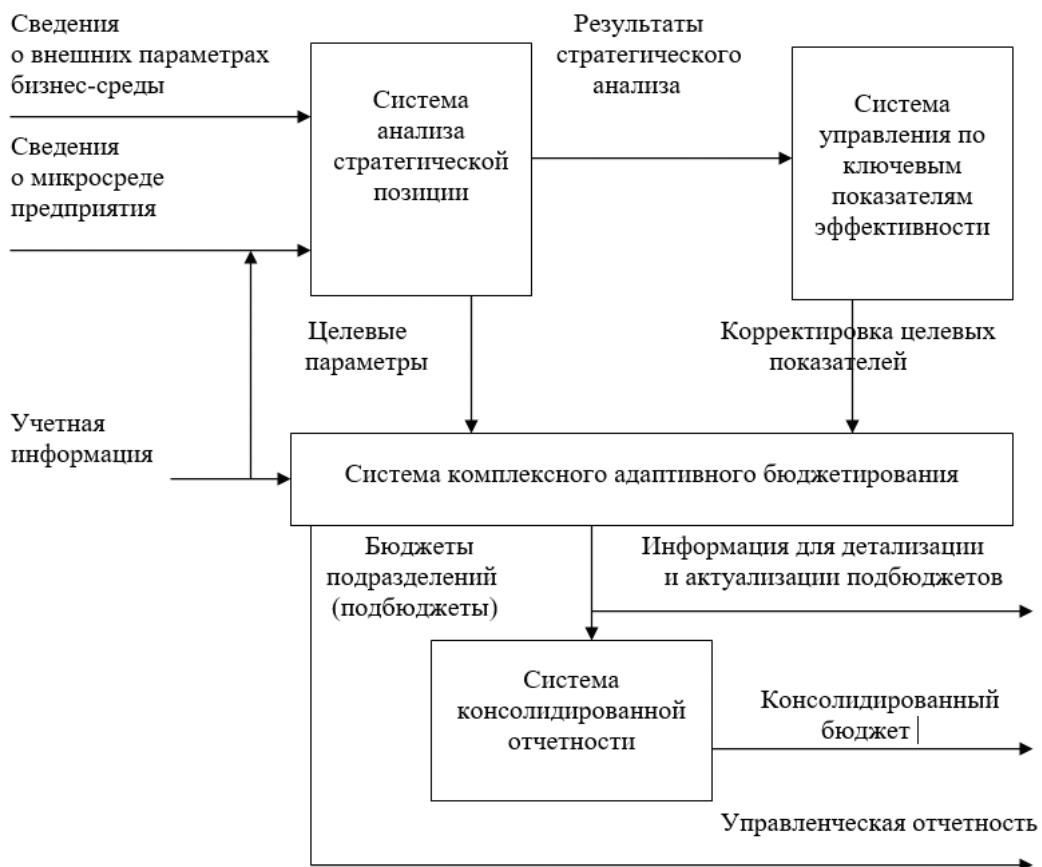 Сведения
о внешних параметрах
бизнес-среды
Результаты
стратегического
анализа
Система
анализа
стратегической
позиции
Система
управления по
ключевым
показателям
эффективности
Сведения
о микросреде
предприятия
Целевые
параметры
Корректировка целевых
показателей
Учетная
информация
Система комплексного адаптивного бюджетирования
Бюджеты
подразделений
(подбюджеты)
Информация для детализации
и актуализации подбюджетов
Система
консолидированной
отчетности
Консолидированный
бюджет
Управленческая отчетность